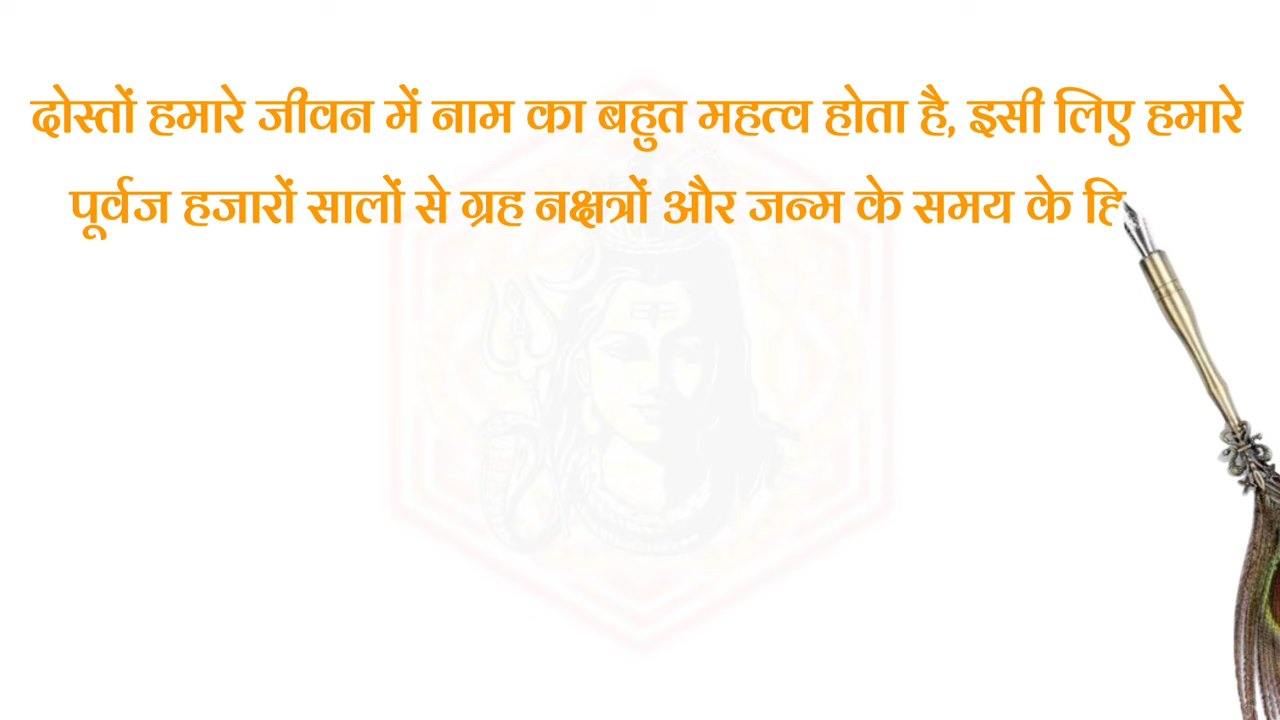 दोस्तों हमारे जीवन में नाम का बहुत महत्व होता है, इसी लिए हमारे
पूर्वज हजारों सालों से ग्रह नक्षत्रों और जन्म के समय के हि